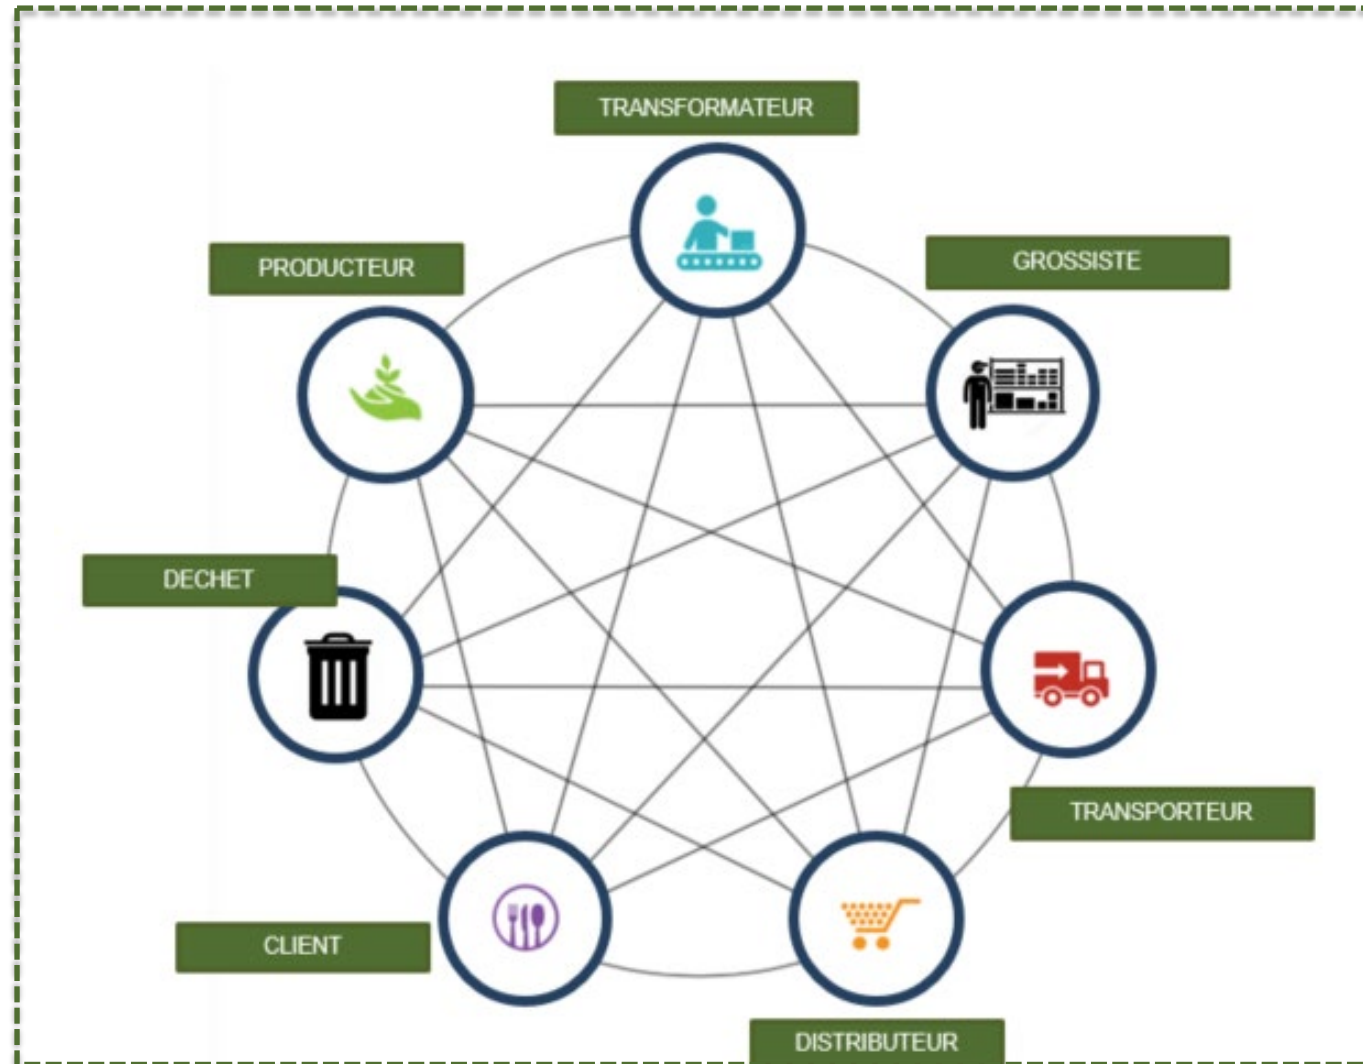 TRANSFORMATEUR
GROSSISTE
PRODUCTEUR
DECHET
TRANSPORTEUR
CLIENT
DISTRIBUTEUR